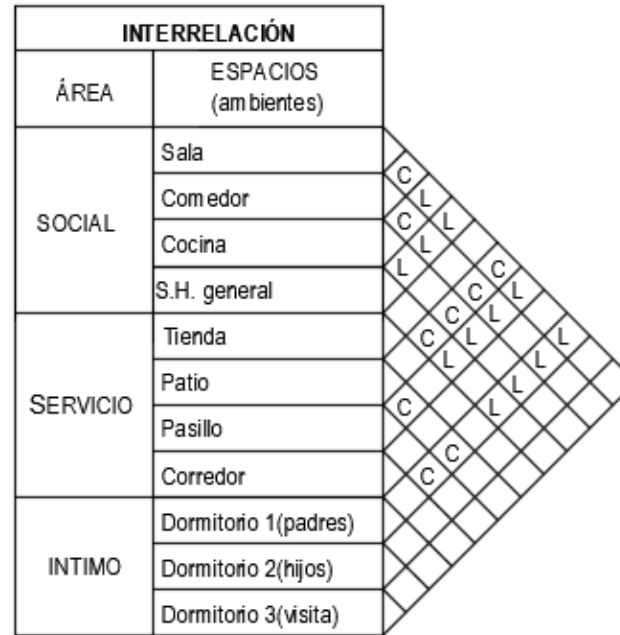 INTERRELACIÓN
ÁREA
ESPACIOS
(ambientes)
SOCIAL
Sala
Comedor
Cocina
S.H. general
SERVICIO
Tienda
Patio
Pasillo
Corredor
INTIMO
Dormitorio 1(padres)
Dormitorio 2(hijos)
Dormitorio 3(visita)
C
L
C L
L C
L C L
C L
C L L
L L
C L
L
C
C